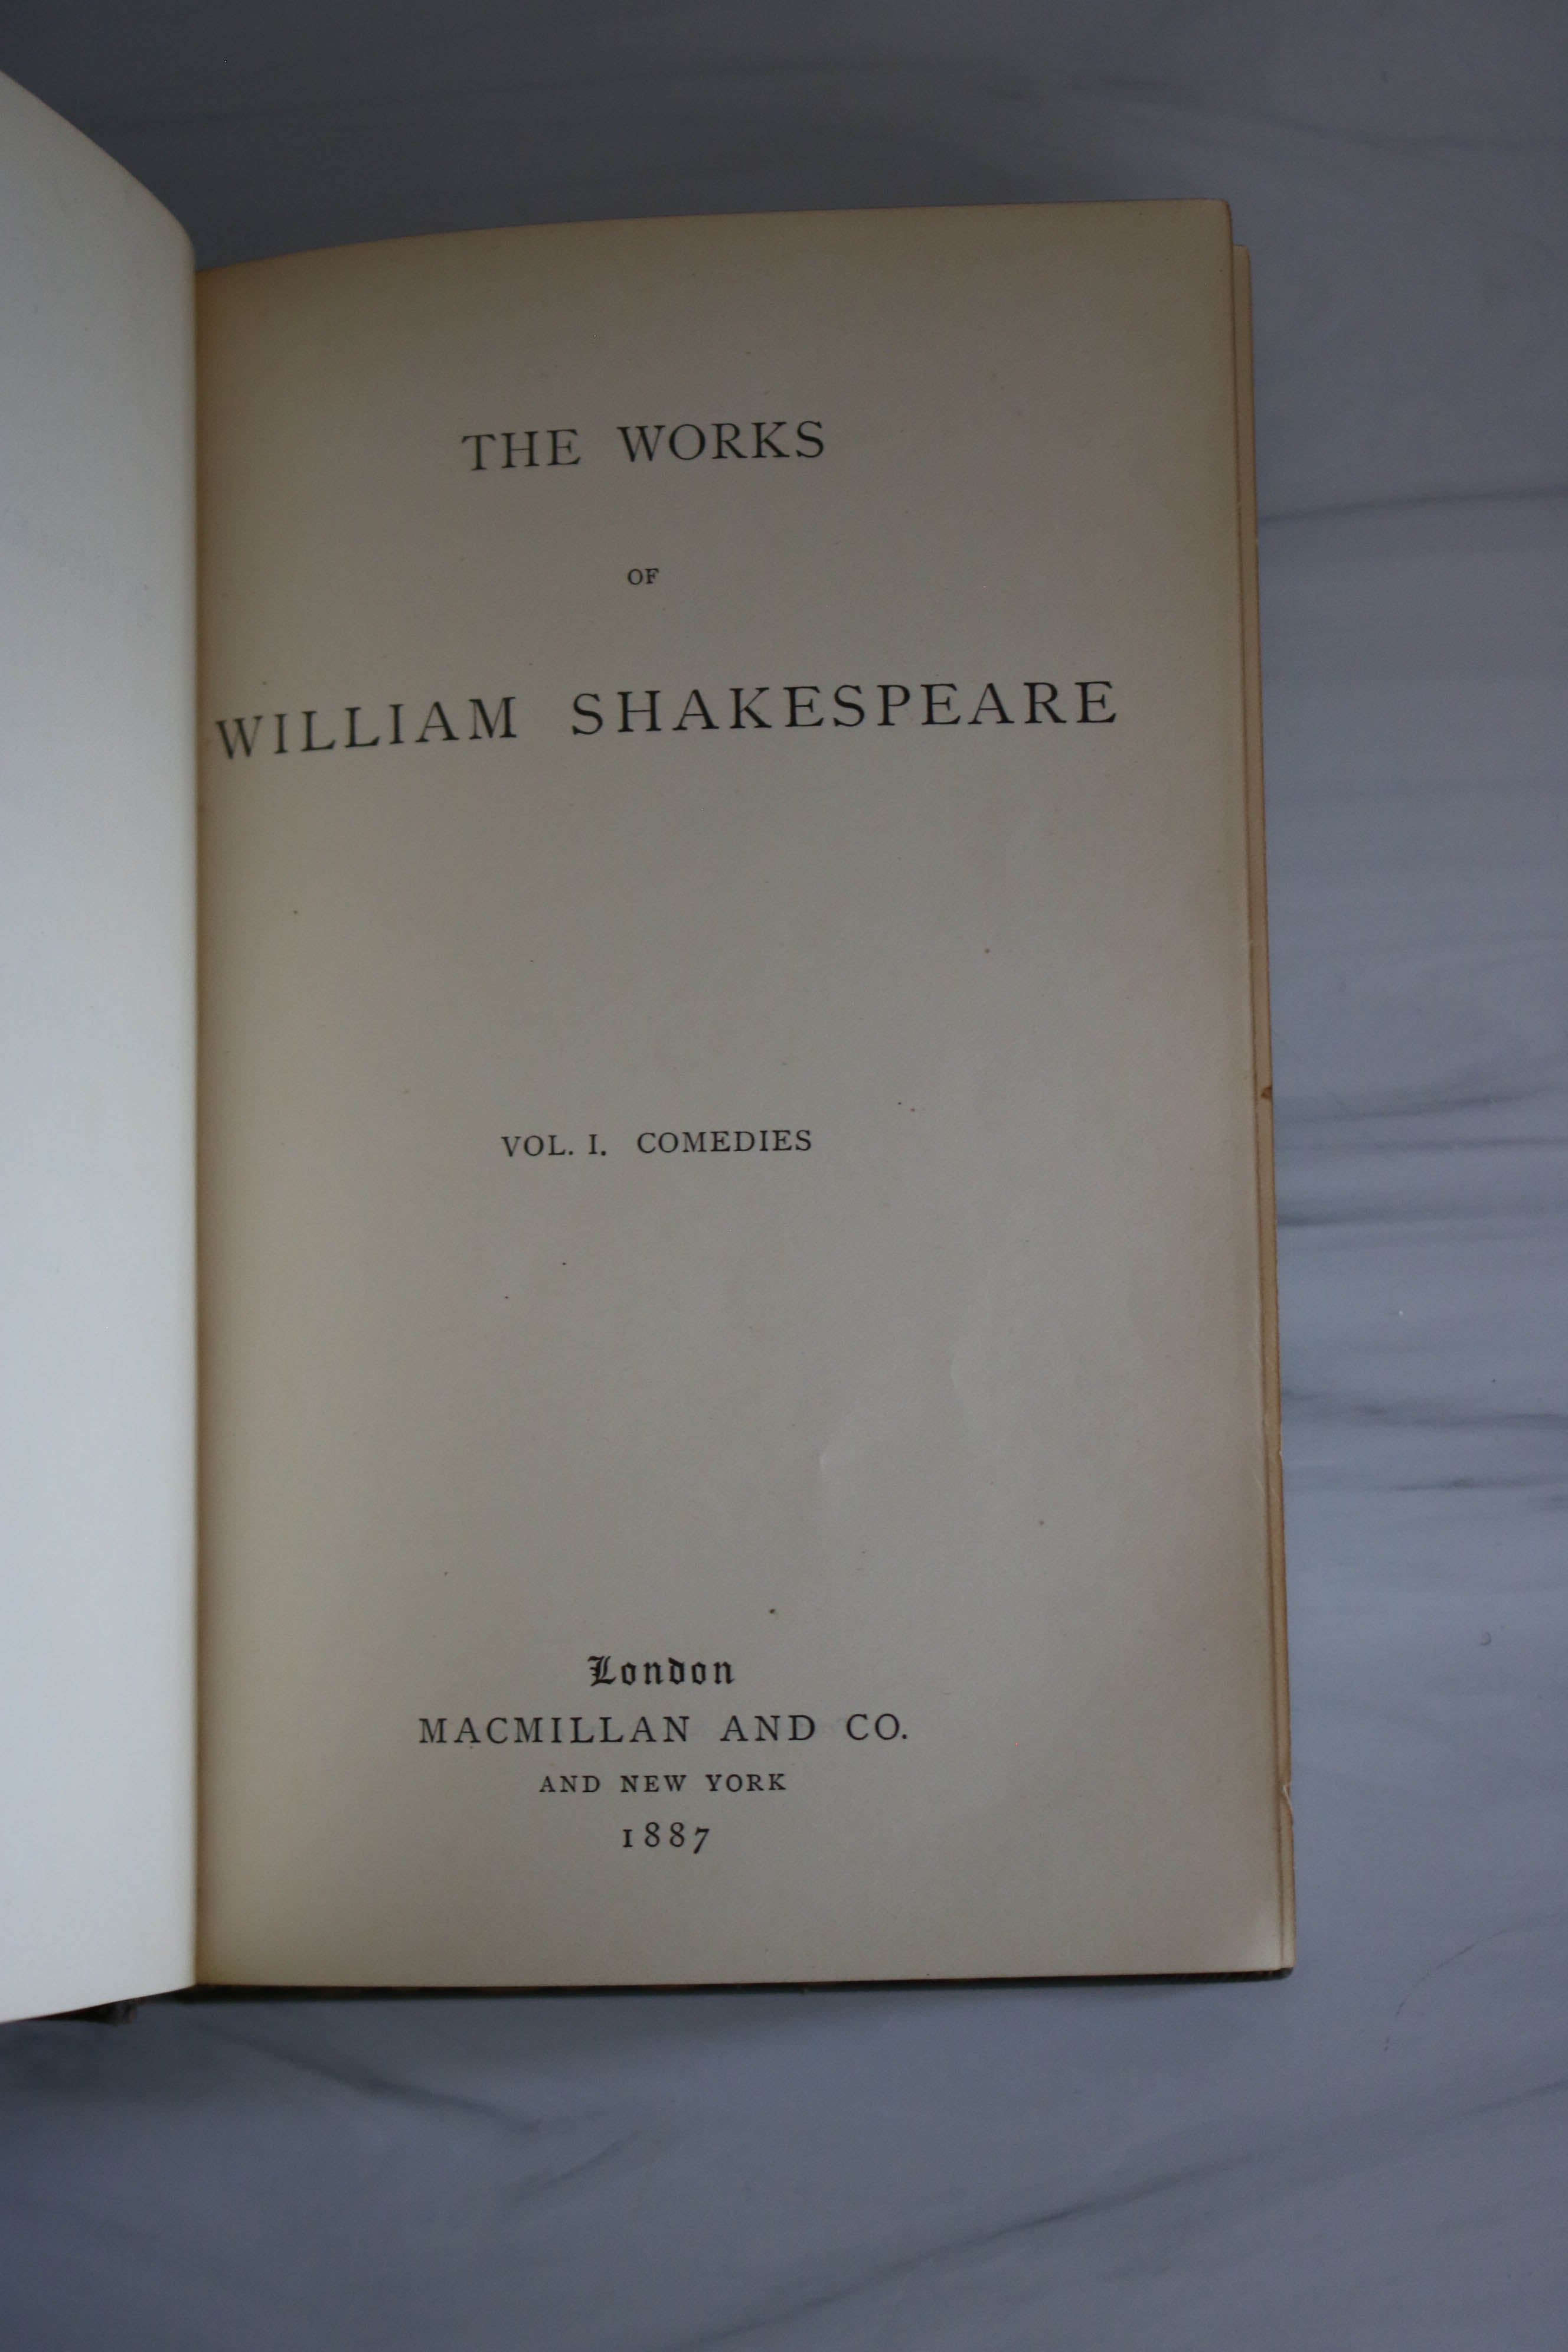 THE WORKS
OF
WILLIAM SHAKESPEARE
VOL. I. COMEDIES
London
MACMILLAN AND CO.
AND NEW YORK
1887